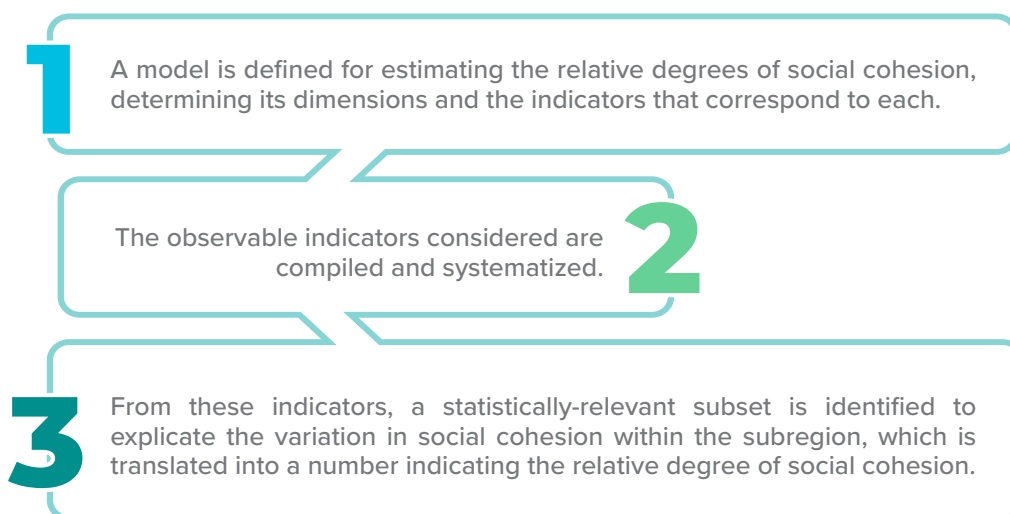 1
A model is defined for estimating the relative degrees of social cohesion,
determining its dimensions and the indicators that correspond to each.
The observable indicators considered are
compiled and systematized.
2
3
From these indicators, a statistically-relevant subset is identified to
explicate the variation in social cohesion within the subregion, which is
translated into a number indicating the relative degree of social cohesion.